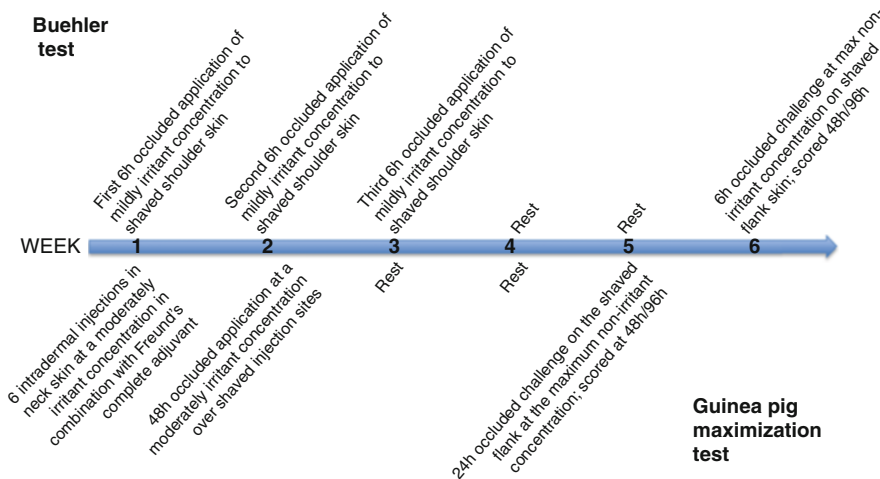 Buehler
test
First 6h occluded application of
mildly irritant concentration to
shaved shoulder skin
Second 6h occluded application of
mildly irritant concentration to
shaved shoulder skin
Third 6h occluded application of
mildly irritant concentration to
shaved shoulder skin
Rest
Rest
6h occluded challenge at max non-
irritant concentration on shaved
flank skin; scored 48h/96h
WEEK 1 2 3 4 5 6
6 intradermal injections in
neck skin at a moderately
irritant concentration in
combination with Freund's
complete adjuvant
48h occluded application at a
moderately irritant concentration
over shaved injection sites
Rest
Rest
24h occluded challenge on the shaved
flank at the maximum non-irritant
concentration; scored at 48h/96h
Guinea pig
maximization
test